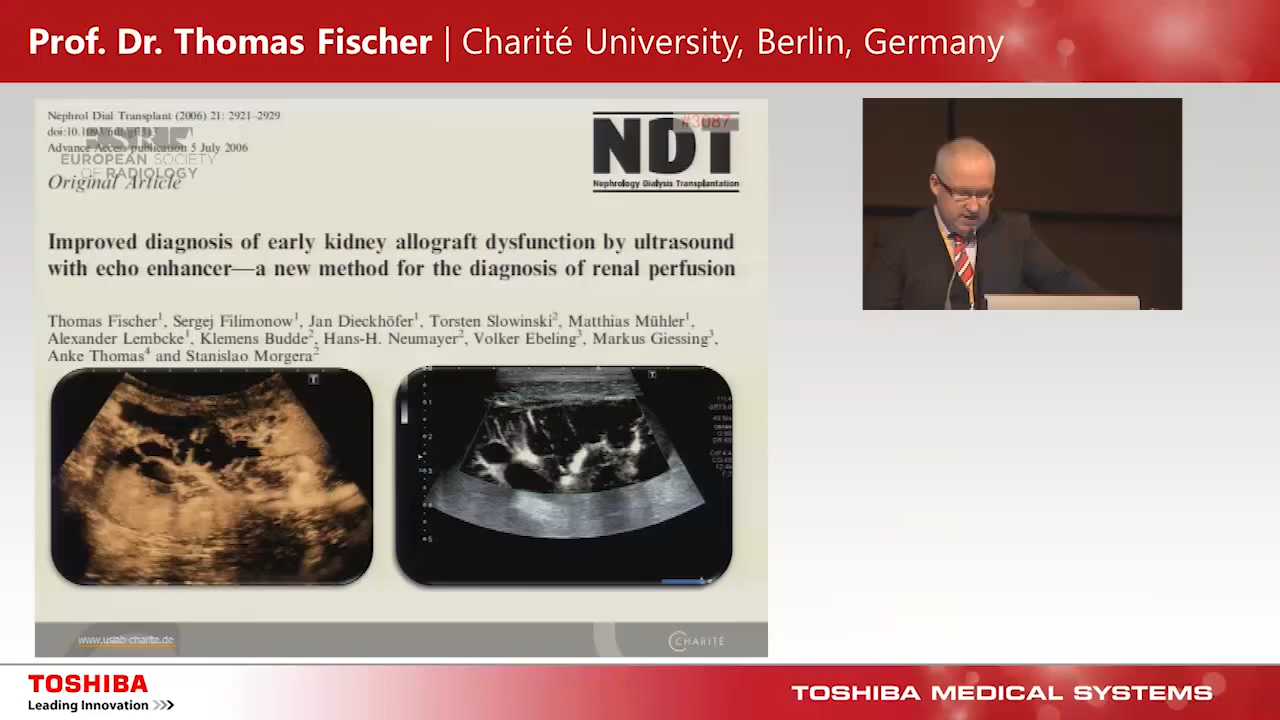 Prof. Dr. Thomas Fischer | Charité University, Berlin, Germany
Nephrol Dial Transplant (2006) 21: 2921–2929
Advance Access publication 5 July 2006
EUROPEAN SOCIETY
OF RADIOLOGY
Original Article
#3087
NDT
Nephrology Dialysis Transplantation
Improved diagnosis of early kidney allograft dysfunction by ultrasound
with echo enhancer—a new method for the diagnosis of renal perfusion
Thomas Fischer¹, Sergej Filimonow¹, Jan Dieckhöfer¹, Torsten Slowinski², Matthias Mühler¹,
Alexander Lembcke¹, Klemens Budde², Hans-H. Neumayer², Volker Ebeling³, Markus Giessing³,
Anke Thomas⁴ and Stanislao Morgera²
T
T
www.uslab-charite.de
CHARITÉ
TOSHIBA
Leading Innovation >>>
TOSHIBA MEDICAL SYSTEMS